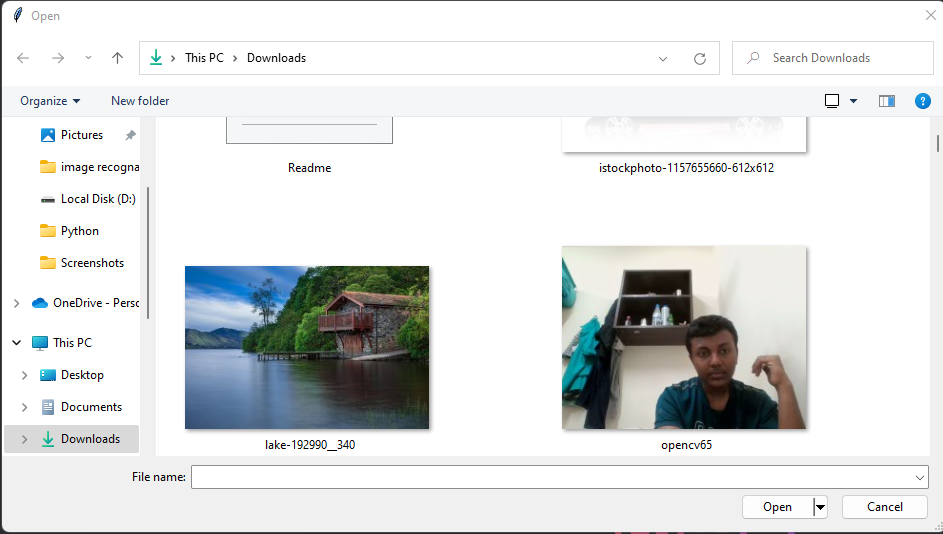 Open
This PC
Downloads
Search Downloads
Organize
New folder
?
Pictures
image recogna
Local Disk (D:)
Python
Screenshots
OneDrive - Perso
This PC
Desktop
Documents
Downloads
Readme
istockphoto-1157655660-612x612
lake-192990__340
opencv65
File name:
Open
Cancel